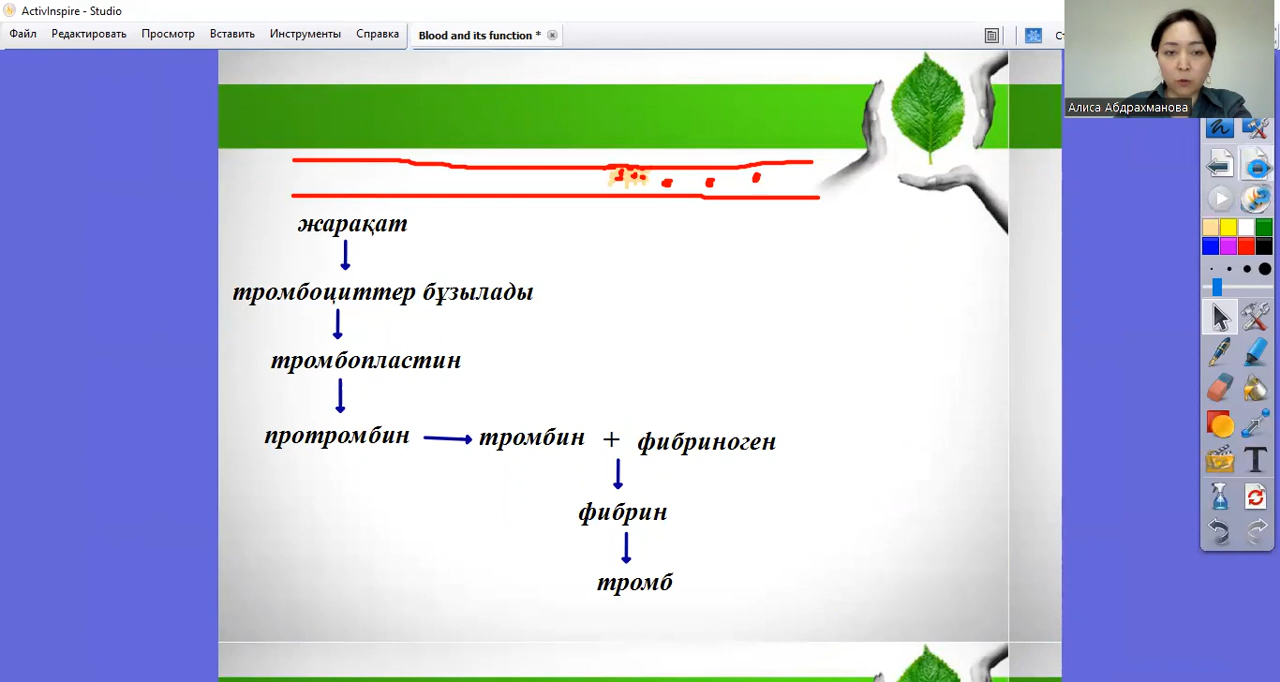 ActivInspire - Studio
Файл Редактировать Просмотр Вставить Инструменты Справка
Blood and its function *
Алиса Абдрахманова
жарақат
тромбоциттер бұзылады
тромбопластин
протромбин тромбин + фибриноген
фибрин
тромб